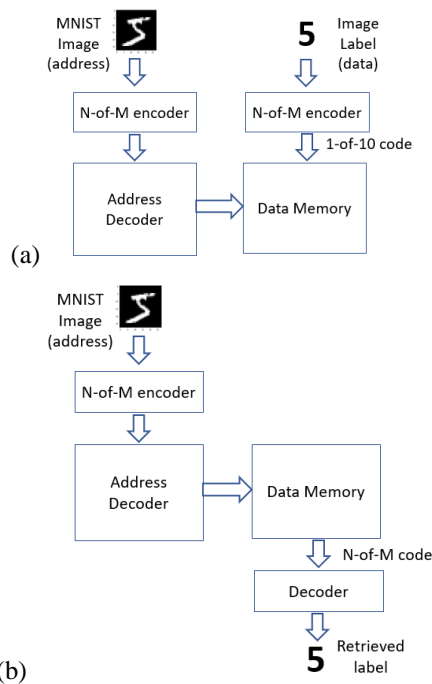 MNIST
Image
(address)
5
Image
Label
(data)
N-of-M encoder
N-of-M encoder
1-of-10 code
Address
Decoder
Data Memory
(a)
MNIST
Image
(address)
N-of-M encoder
Address
Decoder
Data Memory
N-of-M code
Decoder
5
Retrieved
label
(b)